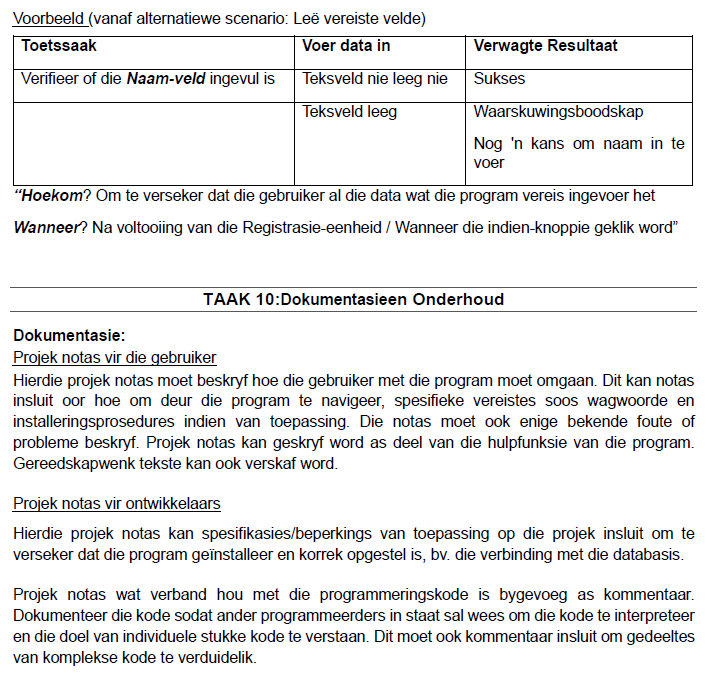 Voorbeeld (vanaf alternatiewe scenario: Leë vereiste velde)
Toetssaak Voer data in Verwagte Resultaat
Verifieer of die Naam-veld ingevul is Teksveld nie leeg nie Sukses
Teksveld leeg Waarskuwingsboodskap
Nog 'n kans om naam in te
voer
“Hoekom? Om te verseker dat die gebruiker al die data wat die program vereis ingevoer het
Wanneer? Na voltooiing van die Registrasie-eenheid / Wanneer die indien-knoppie geklik word”
TAAK 10:Dokumentasieen Onderhoud
Dokumentasie:
Projek notas vir die gebruiker
Hierdie projek notas moet beskryf hoe die gebruiker met die program moet omgaan. Dit kan notas
insluit oor hoe om deur die program te navigeer, spesifieke vereistes soos wagwoorde en
installeringsprosedures indien van toepassing. Die notas moet ook enige bekende foute of
probleme beskryf. Projek notas kan geskryf word as deel van die hulpfunksie van die program.
Gereedskapwenk tekste kan ook verskaf word.
Projek notas vir ontwikkelaars
Hierdie projek notas kan spesifikasies/beperkings van toepassing op die projek insluit om te
verseker dat die program geïnstalleer en korrek opgestel is, bv. die verbinding met die databasis.
Projek notas wat verband hou met die programmeringskode is bygevoeg as kommentaar.
Dokumenteer die kode sodat ander programmeerders in staat sal wees om die kode te interpreteer
en die doel van individuele stukke kode te verstaan. Dit moet ook kommentaar insluit om gedeeltes
van komplekse kode te verduidelik.